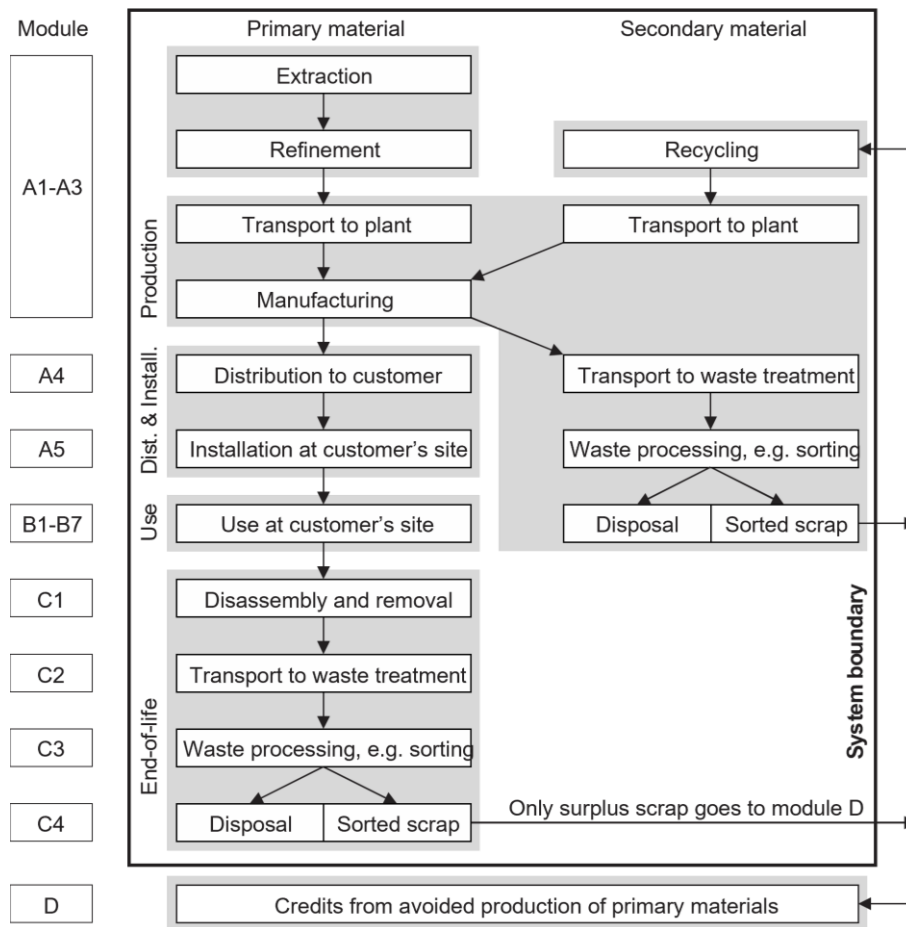 Module
Primary material
Secondary material
Extraction
Refinement
Recycling
A1-A3
Transport to plant
Transport to plant
Production
Manufacturing
A4
Dist. & Install.
Distribution to customer
Transport to waste treatment
A5
Installation at customer's site
Waste processing, e.g. sorting
B1-B7
Use
Use at customer's site
Disposal
Sorted scrap
C1
Disassembly and removal
System boundary
C2
Transport to waste treatment
End-of-life
C3
Waste processing, e.g. sorting
C4
Disposal
Sorted scrap
Only surplus scrap goes to module D
D
Credits from avoided production of primary materials